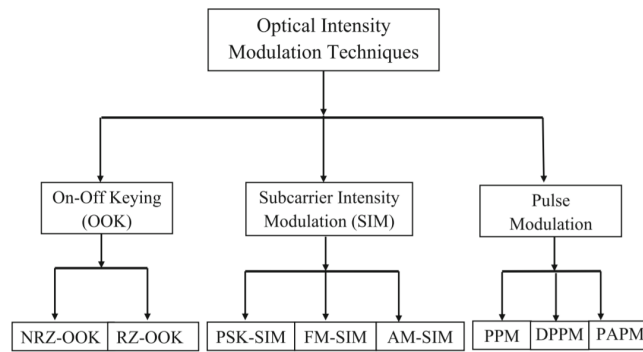 Optical Intensity
Modulation Techniques
On-Off Keying
(OOK)
Subcarrier Intensity
Modulation (SIM)
Pulse
Modulation
NRZ-OOK
RZ-OOK
PSK-SIM
FM-SIM
AM-SIM
PPM
DPPM
PAPM